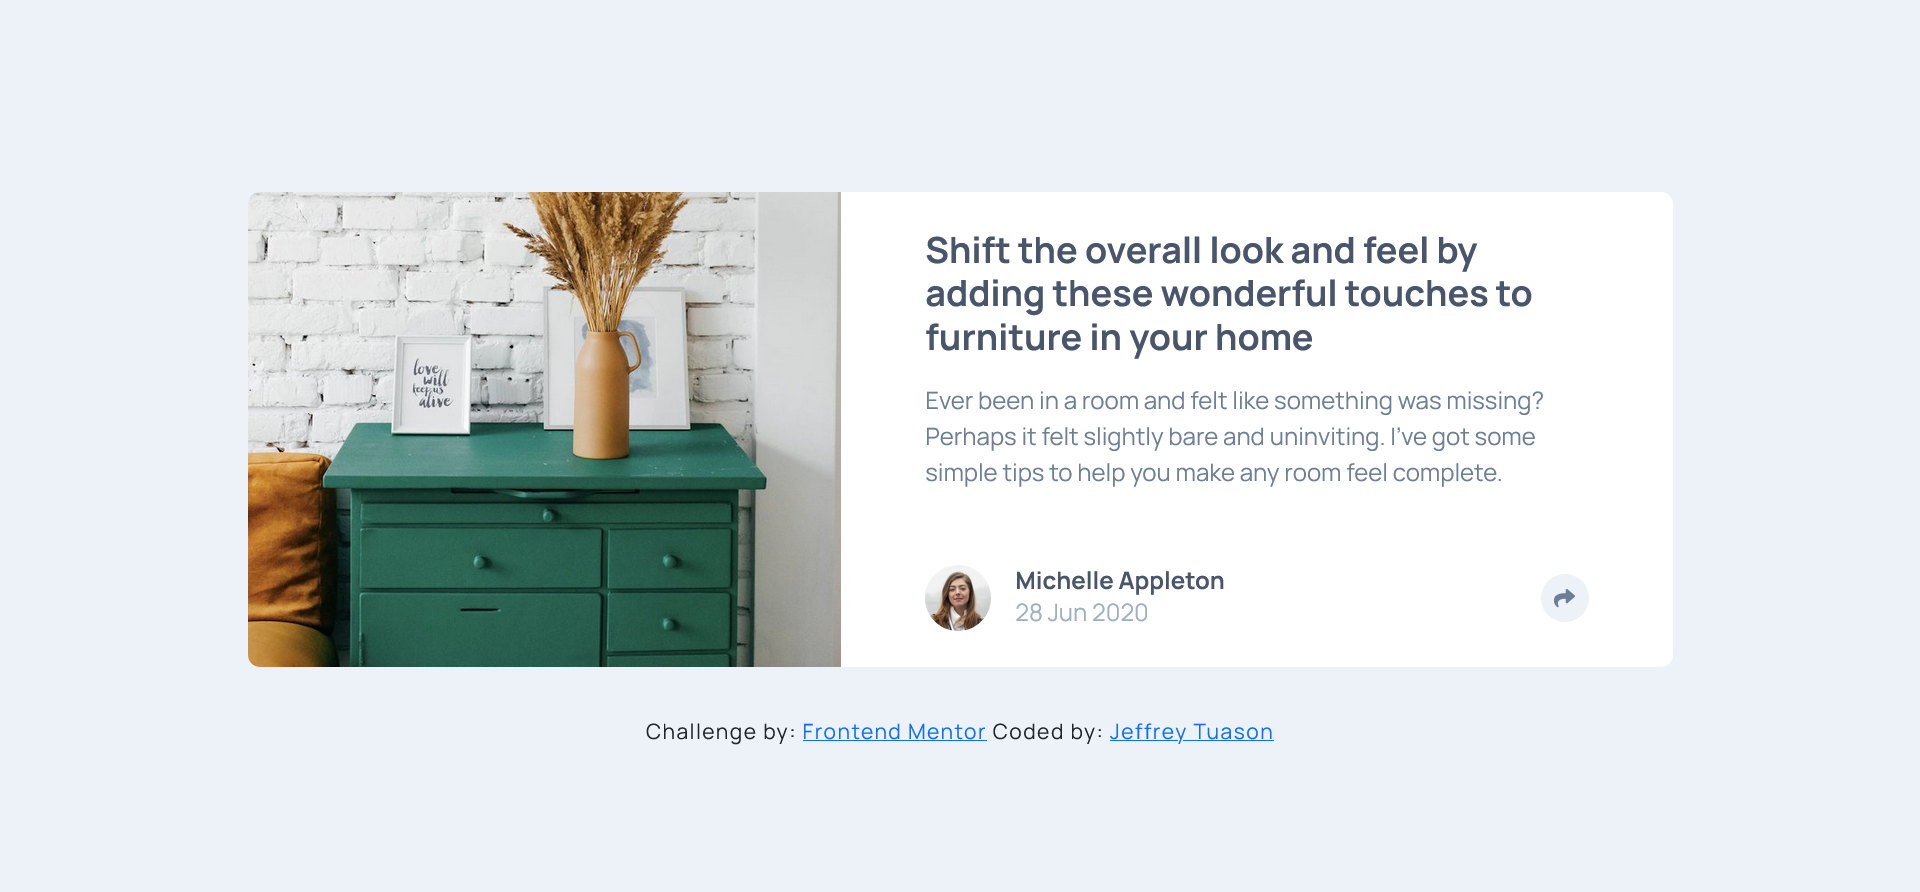 love
will
keep us
alive
Shift the overall look and feel by
adding these wonderful touches to
furniture in your home
Ever been in a room and felt like something was missing?
Perhaps it felt slightly bare and uninviting. I've got some
simple tips to help you make any room feel complete.
Michelle Appleton
28 Jun 2020
Challenge by: Frontend Mentor Coded by: Jeffrey Tuason